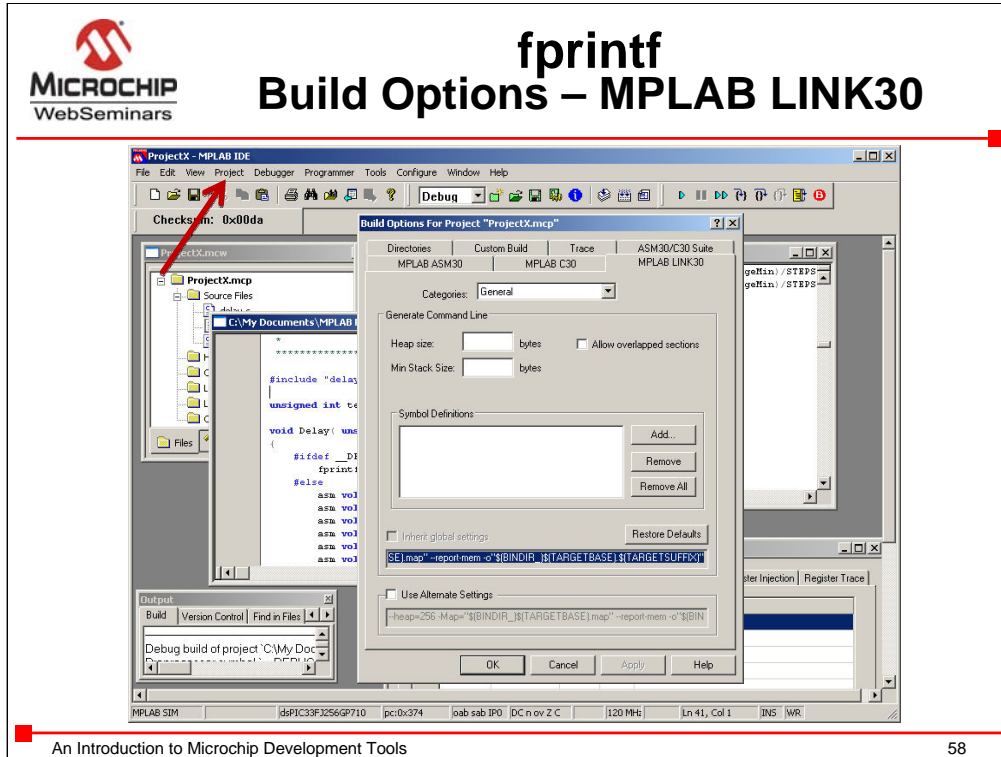 MICROCHIP
WebSeminars
fprintf
Build Options – MPLAB LINK30
ProjectX - MPLAB IDE
File Edit View Project Debugger Programmer Tools Configure Window Help
Debug
Checksum: 0x00da
ProjectX.mcw
ProjectX.mcp
Source Files
delay.c
Files
C:\My Documents\MPLAB
*
#include "delay
unsigned int te
void Delay( uns
{
#ifdef __DE
fprintf
#else
asm vol
asm vol
asm vol
asm vol
asm vol
asm vol
geMin)/STEPS
geMin)/STEPS
Build Options For Project "ProjectX.mcp"
Directories Custom Build Trace ASM30/C30 Suite
MPLAB ASM30 MPLAB C30 MPLAB LINK30
Categories: General
Generate Command Line
Heap size: bytes Allow overlapped sections
Min Stack Size: bytes
Symbol Definitions
Add...
Remove
Remove All
Inherit global settings Restore Defaults
SE).map" --report-mem -o"$(BINDIR_)$(TARGETBASE).$(TARGETSUFFIX)"
Use Alternate Settings
--heap=256 -Map="$(BINDIR_)$(TARGETBASE).map" --report-mem -o"$(BIN
OK Cancel Apply Help
ster Injection Register Trace
Output
Build Version Control Find in Files
Debug build of project `C:\My Doc
MPLAB SIM dsPIC33FJ256GP710 pc:0x374 oab sab IP0 DC n ov Z C 120 MHz Ln 41, Col 1 INS WR
An Introduction to Microchip Development Tools 58